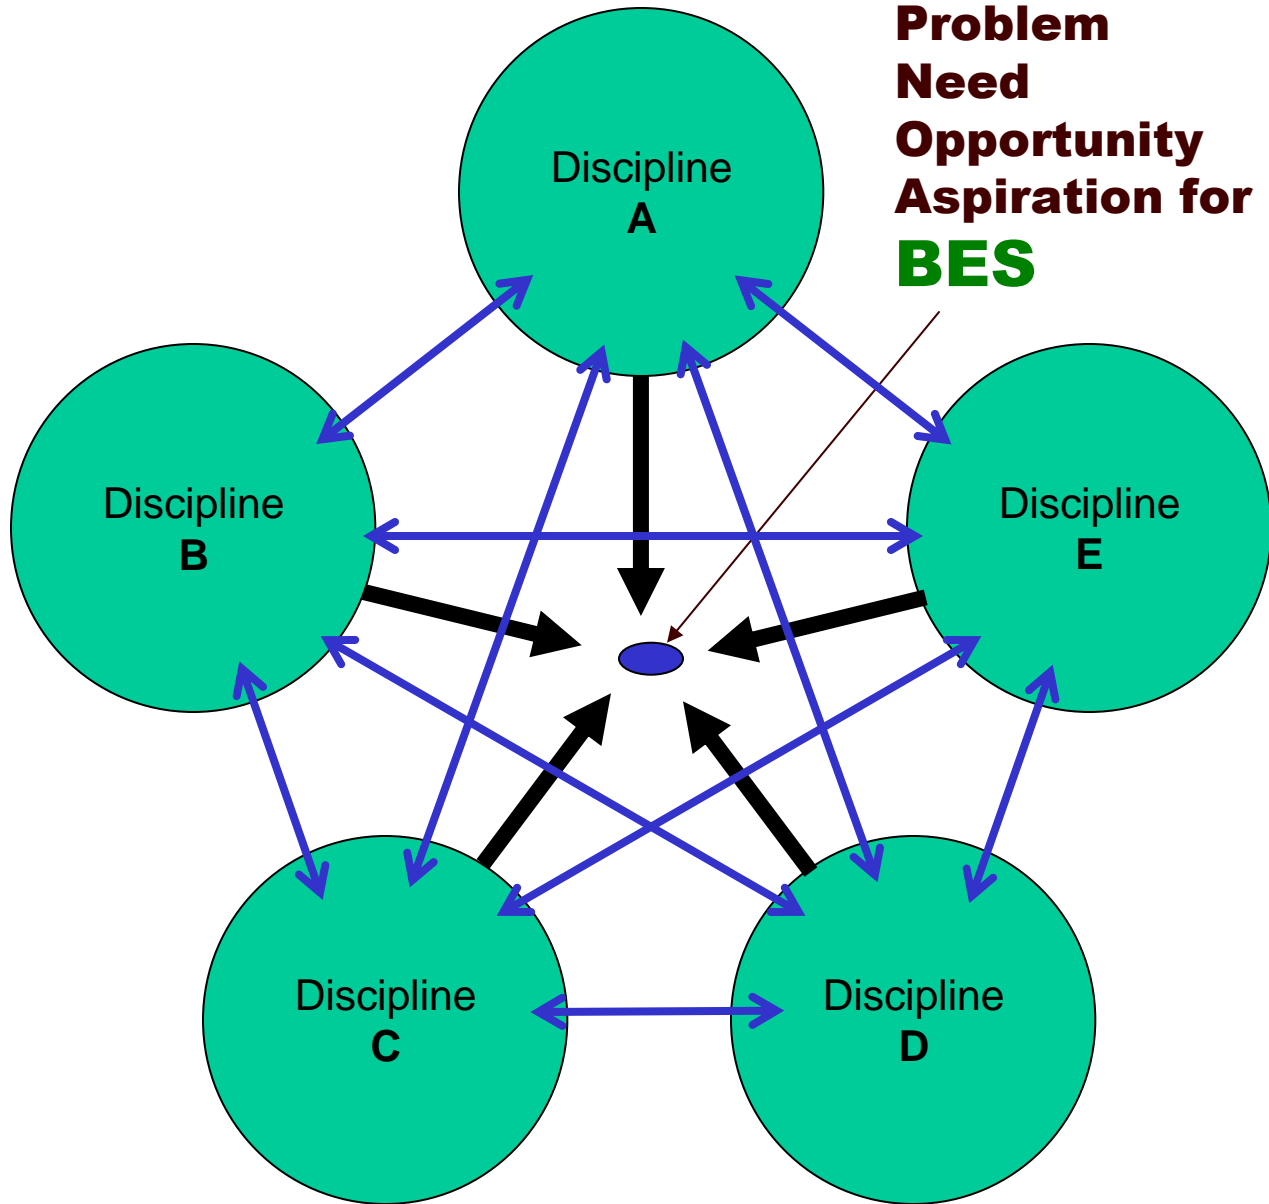 Problem
Need
Opportunity
Aspiration for
BES
Discipline
A
Discipline
B
Discipline
E
Discipline
C
Discipline
D